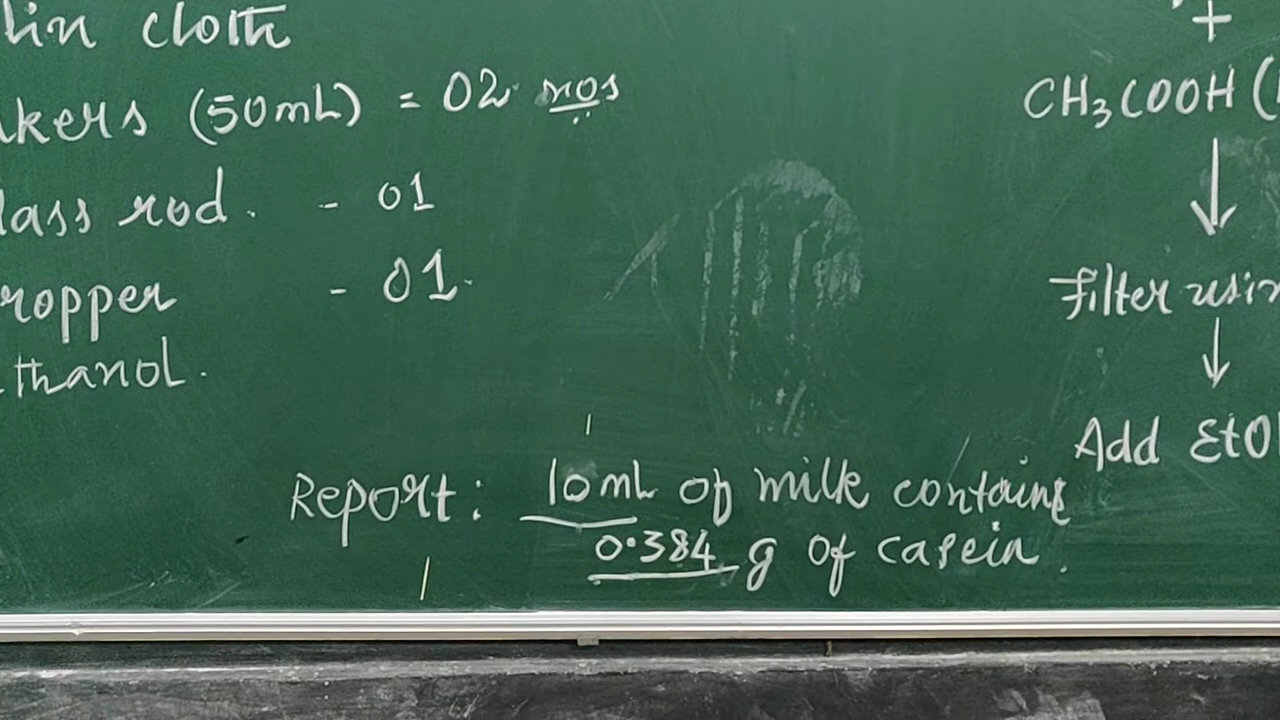 lin cloth
kers (50mL) = 02 nos
lass rod. - 01
ropper - 01.
thanol.
Report: 10mL of milk contains
0.384 g of casein.
+
CH3COOH (
↓
Filter usin
↓
Add EtO